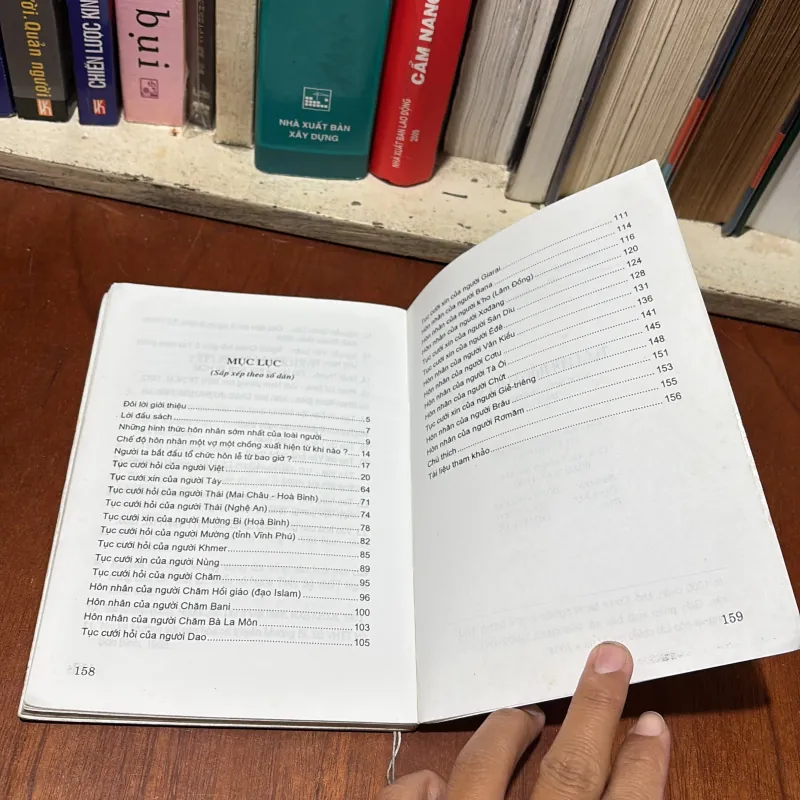 ời.Quân người
CHIẾN LƯỢC KIN
bụi
NHÀ XUẤT BẢN
XÂY DỰNG
CẨM NANG
NHÀ XUẤT BẢN LAO ĐỘNG
2005
MỤC LỤC
(Sắp xếp theo số dân)
Đôi lời giới thiệu 5
Lời đầu sách 7
Những hình thức hôn nhân sớm nhất của loài người 9
Chế độ hôn nhân một vợ một chồng xuất hiện từ khi nào ? 14
Người ta bắt đầu tổ chức hôn lễ từ bao giờ ? 17
Tục cưới hỏi của người Việt 20
Tục cưới xin của người Tày 64
Tục cưới hỏi của người Thái (Mai Châu - Hoà Bình) 71
Tục cưới hỏi của người Thái (Nghệ An) 74
Tục cưới xin của người Mường Bi (Hoà Bình) 78
Tục cưới hỏi của người Mường (tỉnh Vĩnh Phú) 82
Tục cưới hỏi của người Khmer 85
Tục cưới xin của người Nùng 89
Tục cưới hỏi của người Chăm 95
Hôn nhân của người Chăm Hồi giáo (đạo Islam) 96
Hôn nhân của người Chăm Bani 100
Hôn nhân của người Chăm Bà La Môn 103
Tục cưới hỏi của người Dao 105
158
Tục cưới xin của người Giarai 111
Hôn nhân của người Bana 114
Hôn nhân của người K'ho (Lâm Đồng) 116
Hôn nhân của người Xơđăng 120
Tục cưới xin của người Sán Dìu 124
Tục cưới xin của người Êđê 128
Hôn nhân của người Vân Kiều 131
Hôn nhân của người Cơtu 136
Hôn nhân của người Tà Ôi 141
Hôn nhân của người Chứt 145
Tục cưới xin của người Giẻ-triêng 148
Hôn nhân của người Brâu 151
Hôn nhân của người Rơmăm 153
Chú thích 155
Tài liệu tham khảo 156
159